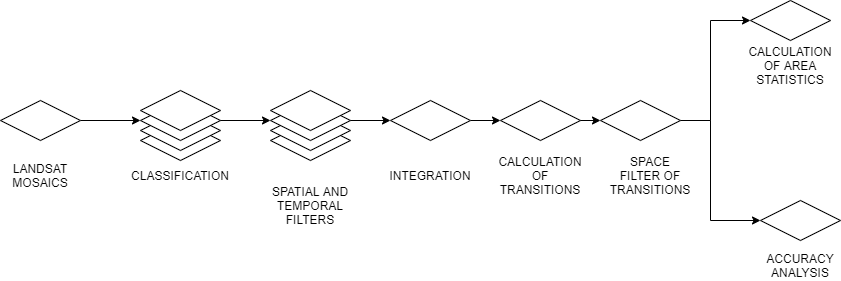 LANDSAT
MOSAICS
CLASSIFICATION
SPATIAL AND
TEMPORAL
FILTERS
INTEGRATION
CALCULATION
OF
TRANSITIONS
SPACE
FILTER OF
TRANSITIONS
CALCULATION
OF AREA
STATISTICS
ACCURACY
ANALYSIS